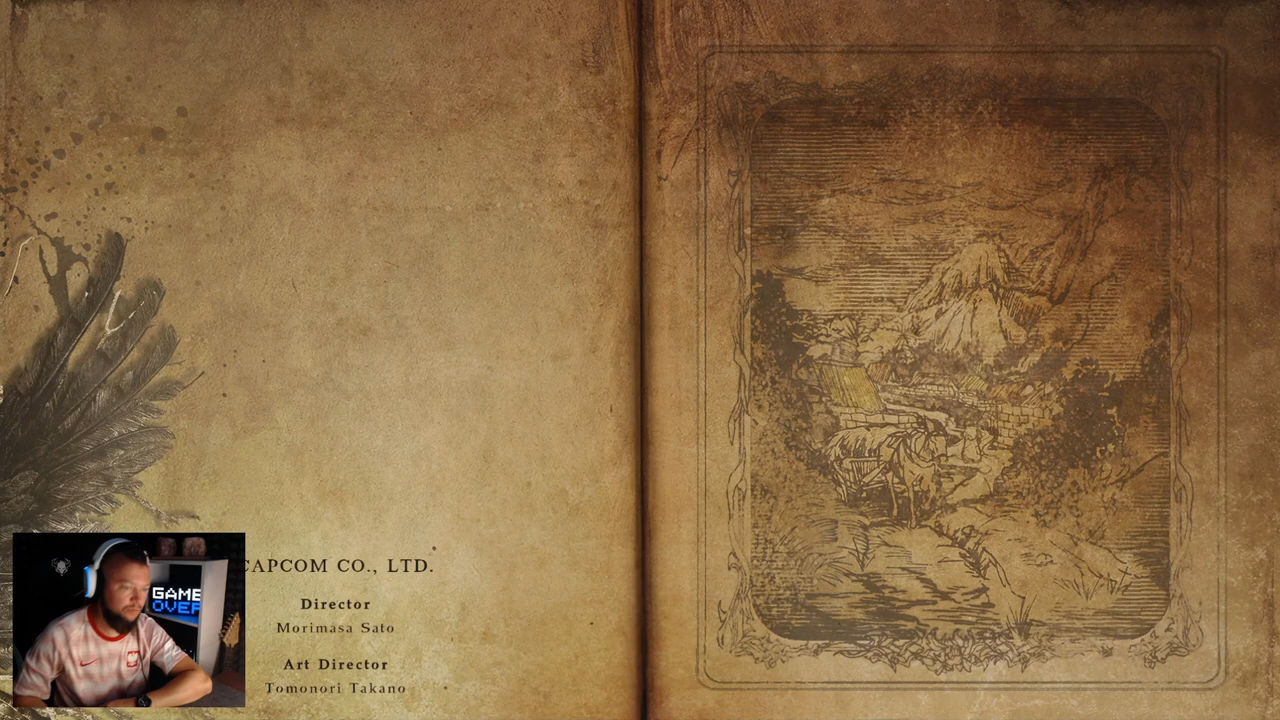 CAPCOM CO., LTD.
Director
Morimasa Sato
Art Director
Tomonori Takano
GAME
OVER